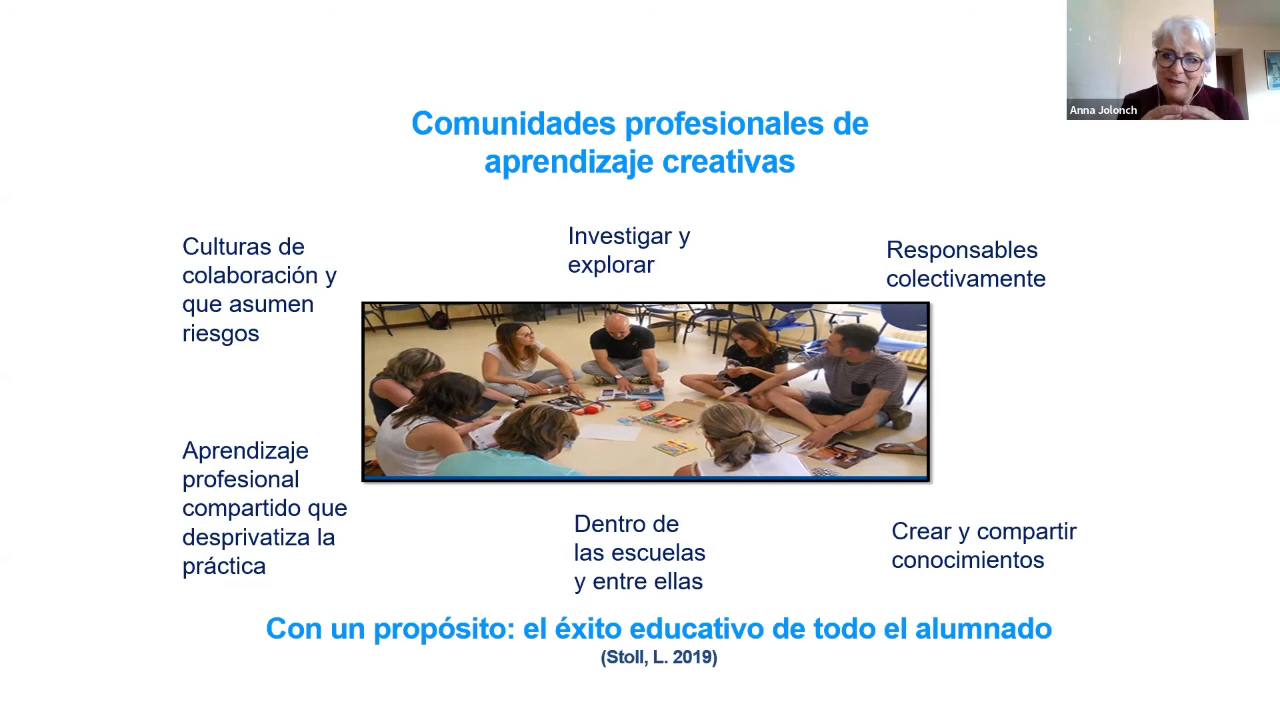 Anna Jolonch
Comunidades profesionales de
aprendizaje creativas
Culturas de
colaboración y
que asumen
riesgos
Investigar y
explorar
Responsables
colectivamente
Aprendizaje
profesional
compartido que
desprivatiza la
práctica
Dentro de
las escuelas
y entre ellas
Crear y compartir
conocimientos
Con un propósito: el éxito educativo de todo el alumnado
(Stoll, L. 2019)